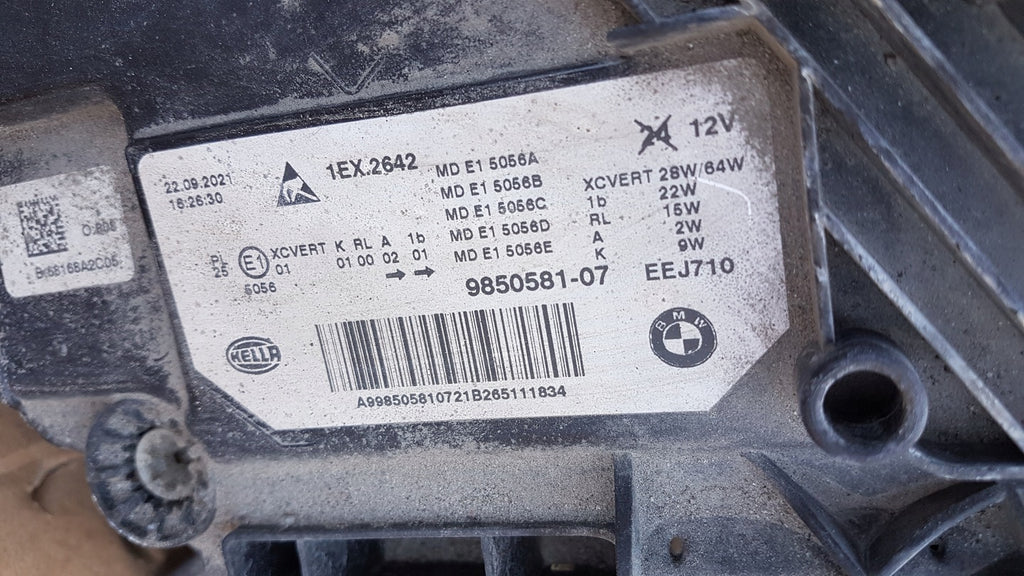 22.09.2021
16:25:30
1EX.2642
MD E1 5056A
MD E1 5056B
MD E1 5056C
MD E1 5056D
MD E1 5056E
24 12V
XCVERT 28W/64W
1b 22W
RL 15W
A 2W
K 9W
PL
25
E1
5056
XCVERT K RL A 1b
01 01 00 02 01
9850581-07
EEJ710
HELLA
BMW
A998505810721B265111834